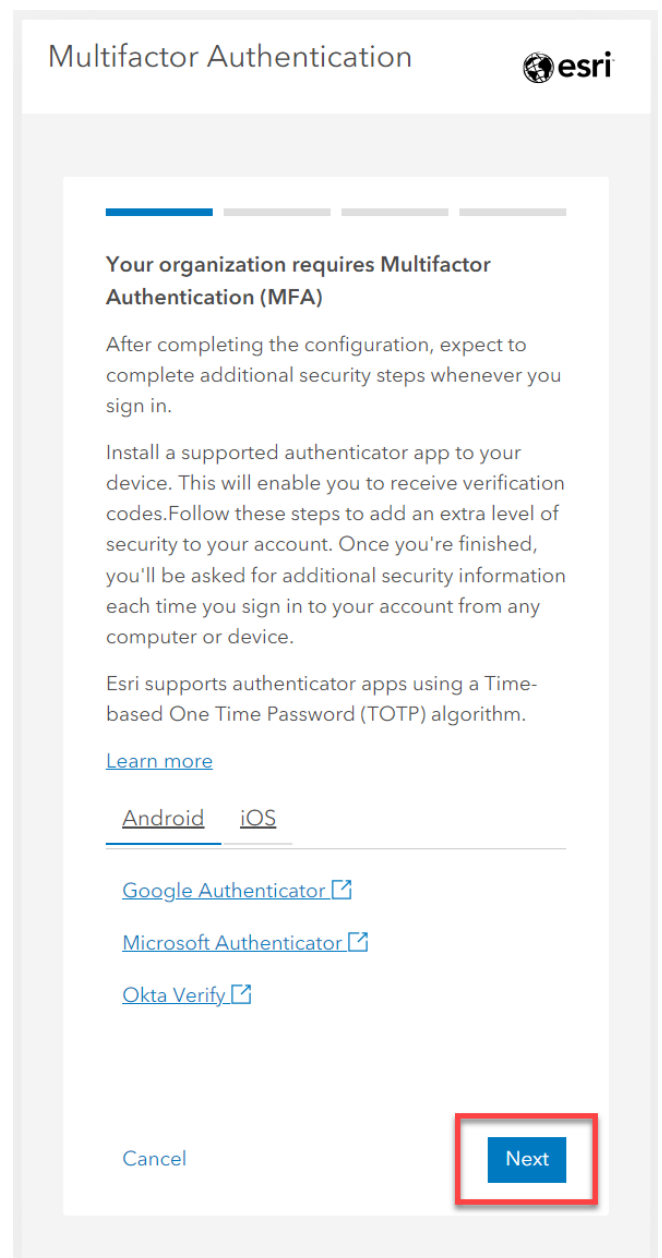 Multifactor Authentication
esri
Your organization requires Multifactor
Authentication (MFA)
After completing the configuration, expect to
complete additional security steps whenever you
sign in.
Install a supported authenticator app to your
device. This will enable you to receive verification
codes.Follow these steps to add an extra level of
security to your account. Once you're finished,
you'll be asked for additional security information
each time you sign in to your account from any
computer or device.
Esri supports authenticator apps using a Time-
based One Time Password (TOTP) algorithm.
Learn more
Android iOS
Google Authenticator
Microsoft Authenticator
Okta Verify
Cancel Next